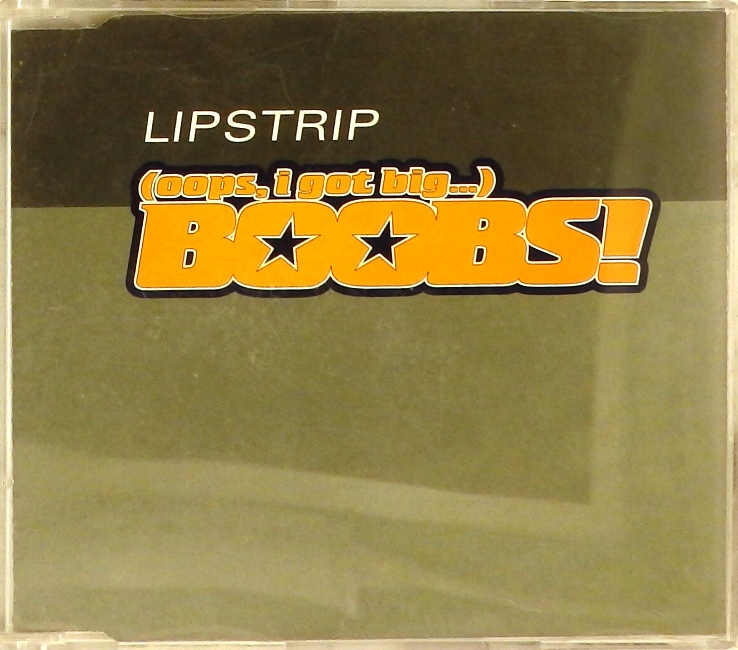 LIPSTRIP
(oops, i got big...)
BOOBS!